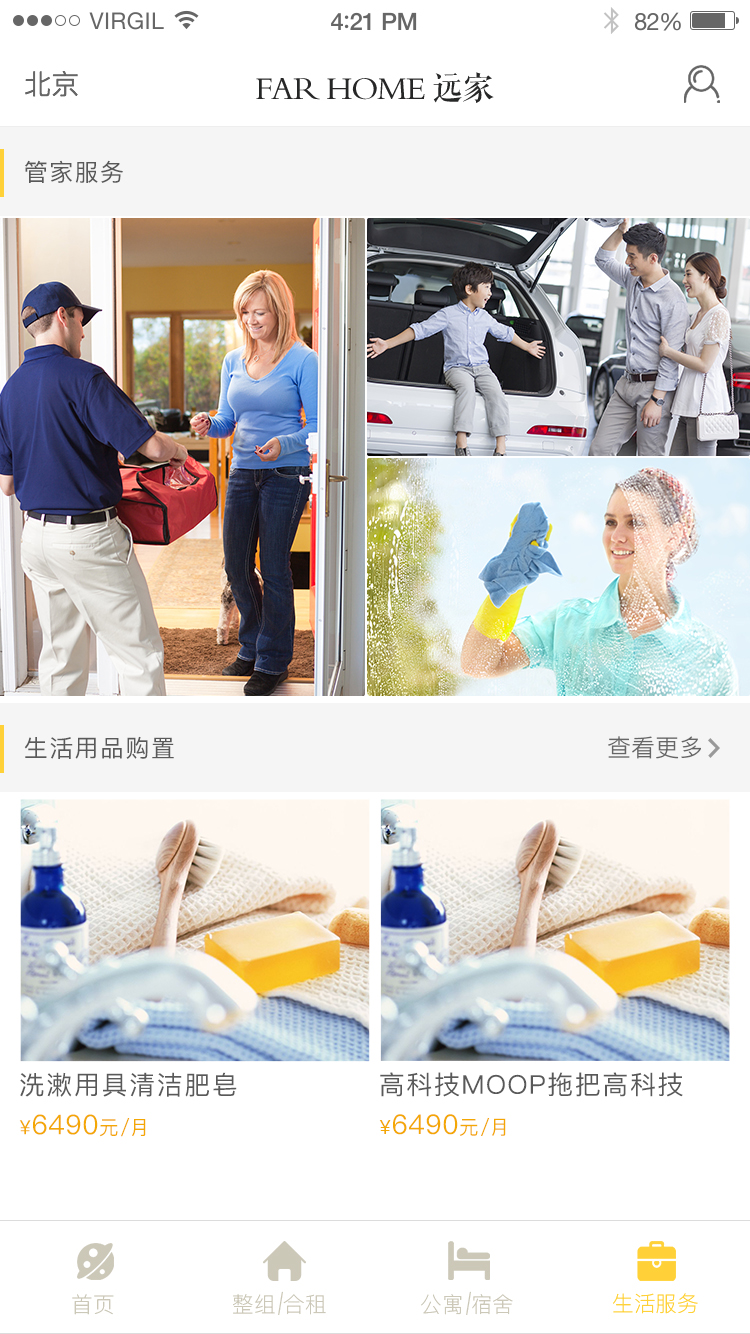 VIRGIL 4:21 PM 82%
北京 FAR HOME 远家
管家服务
生活用品购置 查看更多
洗漱用具清洁肥皂 高科技MOOP拖把高科技
¥6490元/月 ¥6490元/月
首页 整组/合租 公寓/宿舍 生活服务